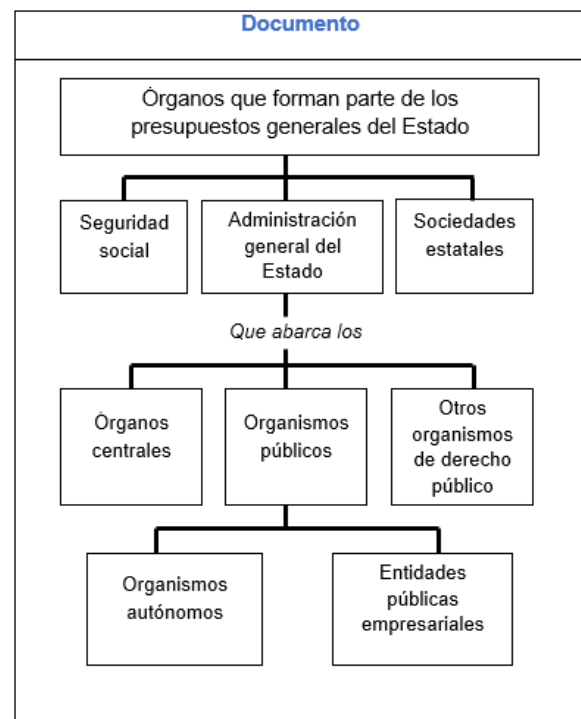 Documento
Órganos que forman parte de los
presupuestos generales del Estado
Seguridad
social
Administración
general del
Estado
Sociedades
estatales
Que abarca los
Órganos
centrales
Organismos
públicos
Otros
organismos
de derecho
público
Organismos
autónomos
Entidades
públicas
empresariales